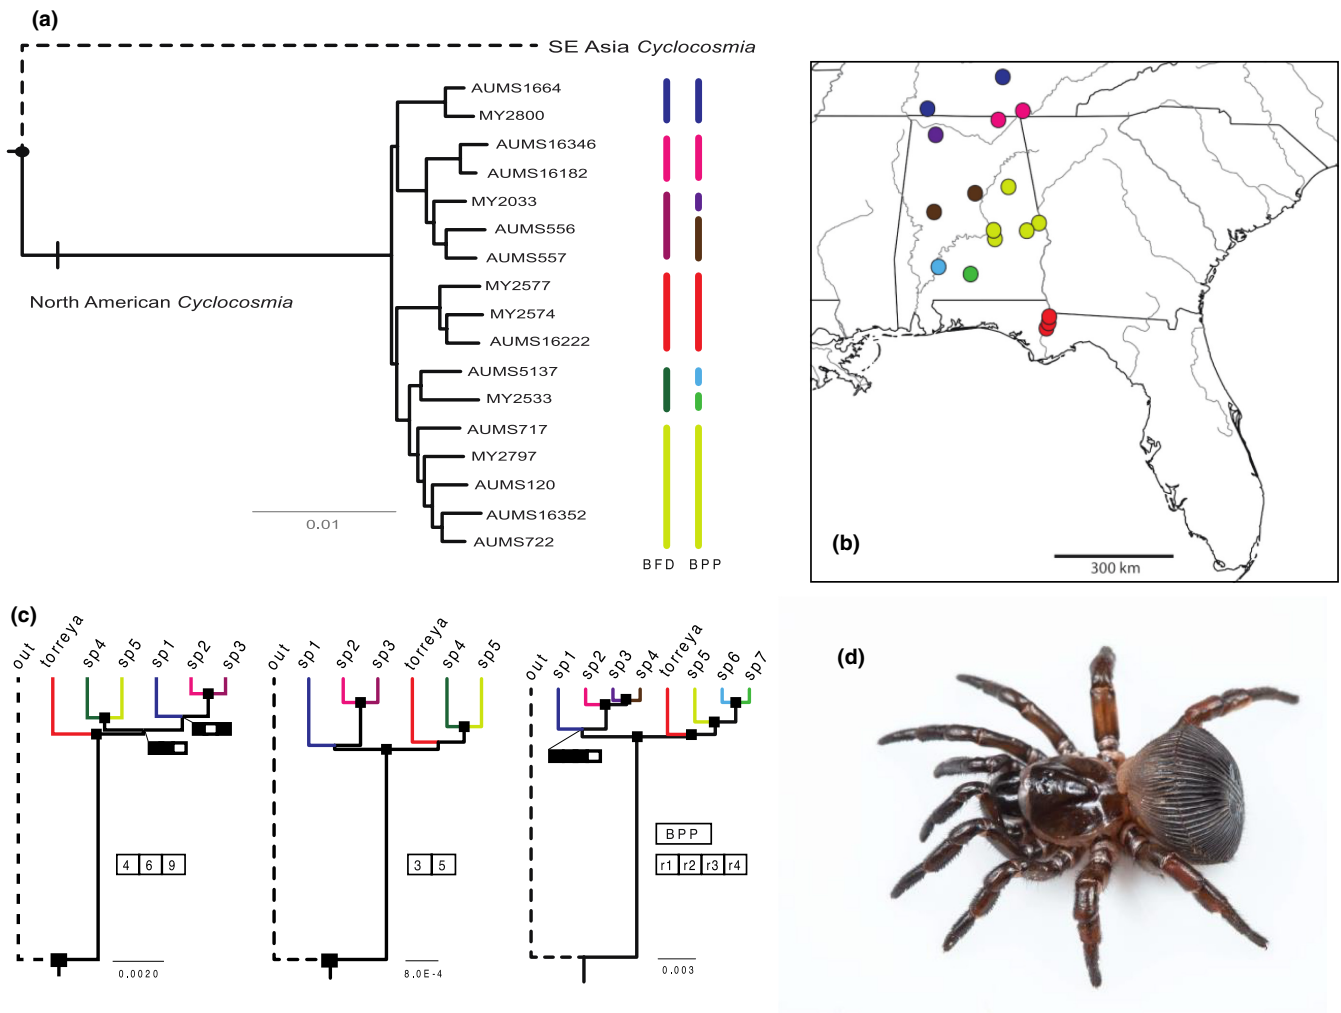 (a)
SE Asia Cyclocosmia
AUMS1664
MY2800
AUMS16346
AUMS16182
MY2033
AUMS556
AUMS557
MY2577
North American Cyclocosmia
MY2574
AUMS16222
AUMS5137
MY2533
AUMS717
MY2797
AUMS120
AUMS16352
AUMS722
0.01
BFD BPP
(b)
300 km
(c)
out torreya sp4 sp5 sp1 sp2 sp3
4 6 9
0.0020
out sp1 sp2 sp3 torreya sp4 sp5
3 5
8.0E-4
out sp1 sp2 sp3 sp4 torreya sp5 sp6 sp7
BPP
r1 r2 r3 r4
0.003
(d)